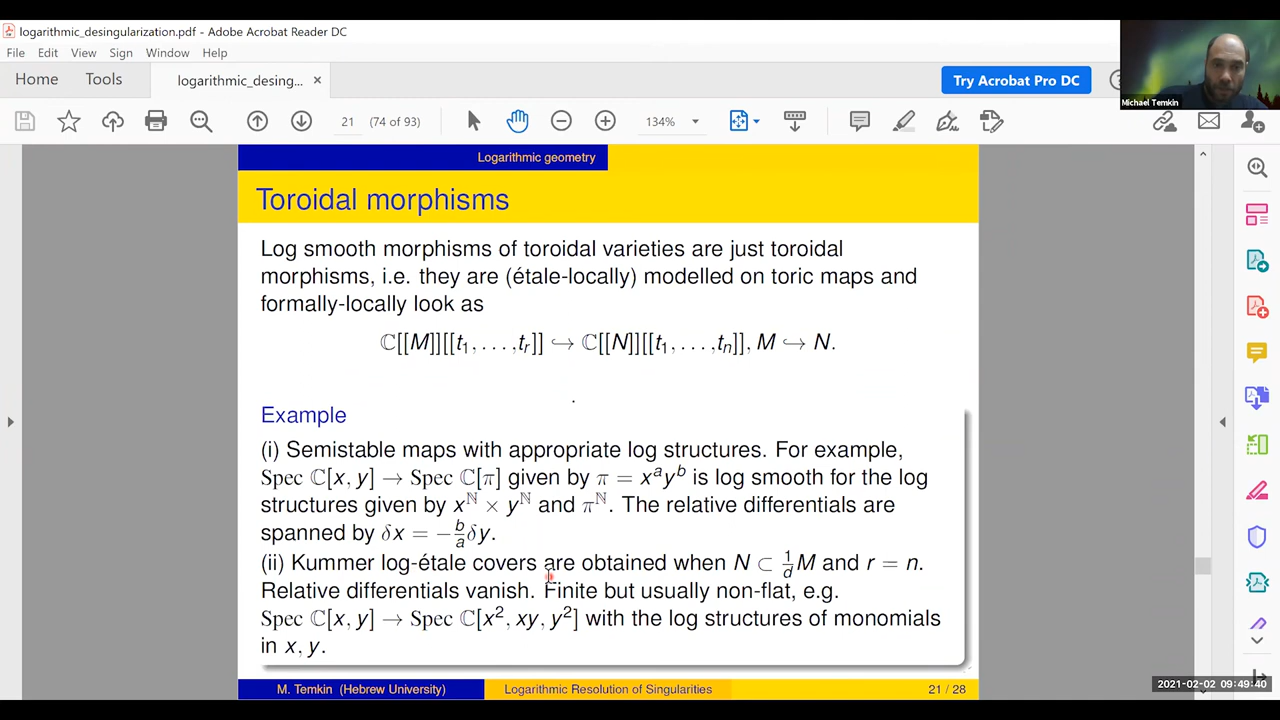 logarithmic_desingularization.pdf - Adobe Acrobat Reader DC
File Edit View Sign Window Help
Home Tools logarithmic_desing... × Try Acrobat Pro DC
Michael Temkin
21 (74 of 93) 134%
Logarithmic geometry
Toroidal morphisms
Log smooth morphisms of toroidal varieties are just toroidal
morphisms, i.e. they are (étale-locally) modelled on toric maps and
formally-locally look as
ℂ[[M]][[t₁,...,tᵣ]] ↪ ℂ[[N]][[t₁,...,tₙ]], M ↪ N.
Example
(i) Semistable maps with appropriate log structures. For example,
Spec ℂ[x, y] → Spec ℂ[π] given by π = xᵃyᵇ is log smooth for the log
structures given by x^ℕ × y^ℕ and π^ℕ. The relative differentials are
spanned by δx = −b/a δy.
(ii) Kummer log-étale covers are obtained when N ⊂ 1/d M and r = n.
Relative differentials vanish. Finite but usually non-flat, e.g.
Spec ℂ[x, y] → Spec ℂ[x², xy, y²] with the log structures of monomials
in x, y.
M. Temkin (Hebrew University) Logarithmic Resolution of Singularities 21 / 28
2021-02-02 09:49:40